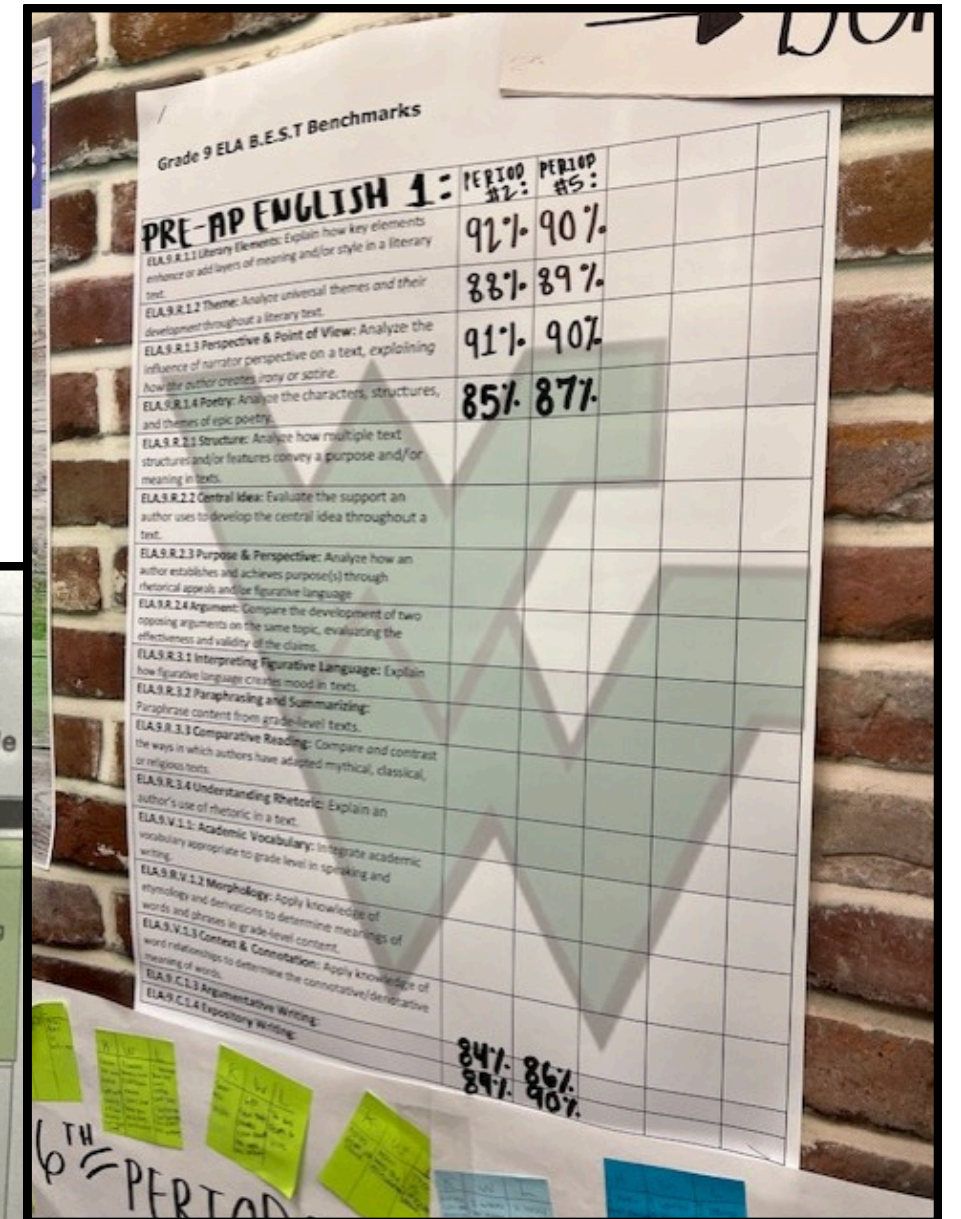 Grade 9 ELA B.E.S.T Benchmarks
PRE-AP ENGLISH 1: PERIOD #2: PERIOD #5:
ELA.9.R.1.1 Literary Elements: Explain how key elements 92% 90%
enhance or add layers of meaning and/or style in a literary
text.
ELA.9.R.1.2 Theme: Analyze universal themes and their 88% 89%
development throughout a literary text.
ELA.9.R.1.3 Perspective & Point of View: Analyze the 91% 90%
influence of narrator perspective on a text, explaining
how the author creates irony or satire.
ELA.9.R.1.4 Poetry: Analyze the characters, structures, 85% 87%
and themes of epic poetry.
ELA.9.R.2.1 Structure: Analyze how multiple text
structures and/or features convey a purpose and/or
meaning in texts.
ELA.9.R.2.2 Central Idea: Evaluate the support an
author uses to develop the central idea throughout a
text.
ELA.9.R.2.3 Purpose & Perspective: Analyze how an
author establishes and achieves purpose(s) through
rhetorical appeals and/or figurative language
ELA.9.R.2.4 Argument: Compare the development of two
opposing arguments on the same topic, evaluating the
effectiveness and validity of the claims.
ELA.9.R.3.1 Interpreting Figurative Language: Explain
how figurative language creates mood in texts.
ELA.9.R.3.2 Paraphrasing and Summarizing:
Paraphrase content from grade-level texts.
ELA.9.R.3.3 Comparative Reading: Compare and contrast
the ways in which authors have adapted mythical, classical,
or religious texts.
ELA.9.R.3.4 Understanding Rhetoric: Explain an
author's use of rhetoric in a text.
ELA.9.V.1.1: Academic Vocabulary: Integrate academic
vocabulary appropriate to grade level in speaking and
writing.
ELA.9.R.V.1.2 Morphology: Apply knowledge of
etymology and derivations to determine meanings of
words and phrases in grade-level content.
ELA.9.V.1.3 Context & Connotation: Apply knowledge of
word relationships to determine the connotative/denotative
meaning of words.
ELA.9.C.1.3 Argumentative Writing: 84% 86%
ELA.9.C.1.4 Expository Writing: 89% 90%
K W L
K W L
6TH PERIOD